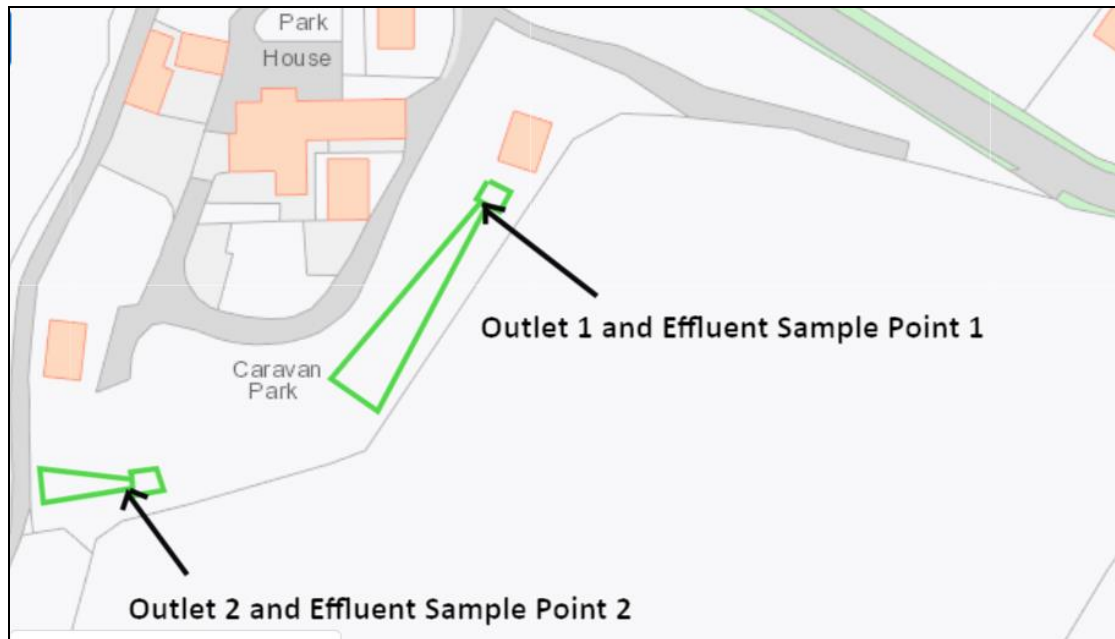 Park
House
Outlet 1 and Effluent Sample Point 1
Caravan
Park
Outlet 2 and Effluent Sample Point 2